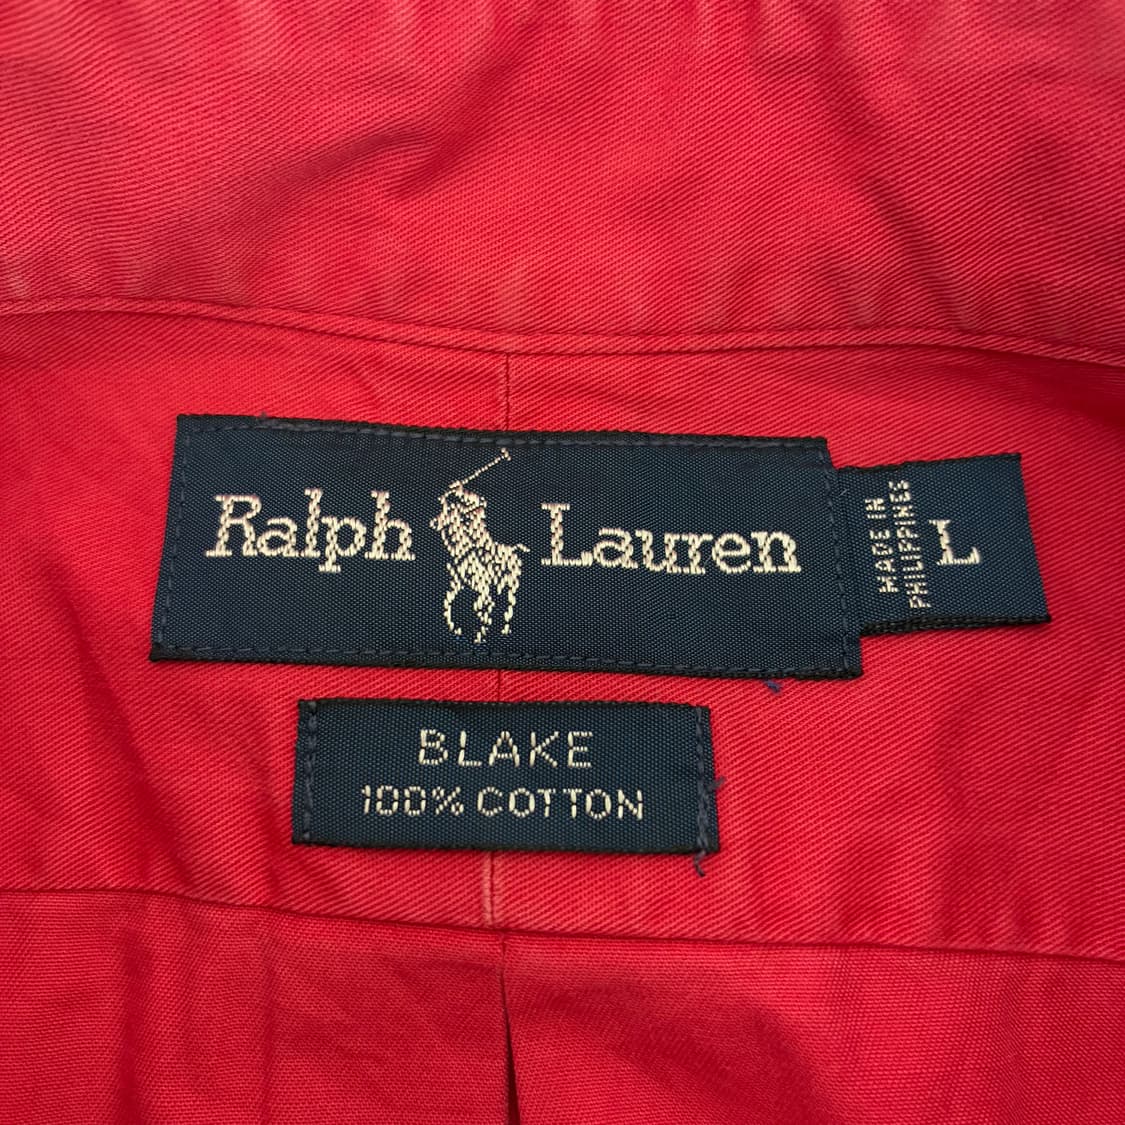 Ralph Lauren
MADE IN
PHILIPPINES
L
BLAKE
100% COTTON